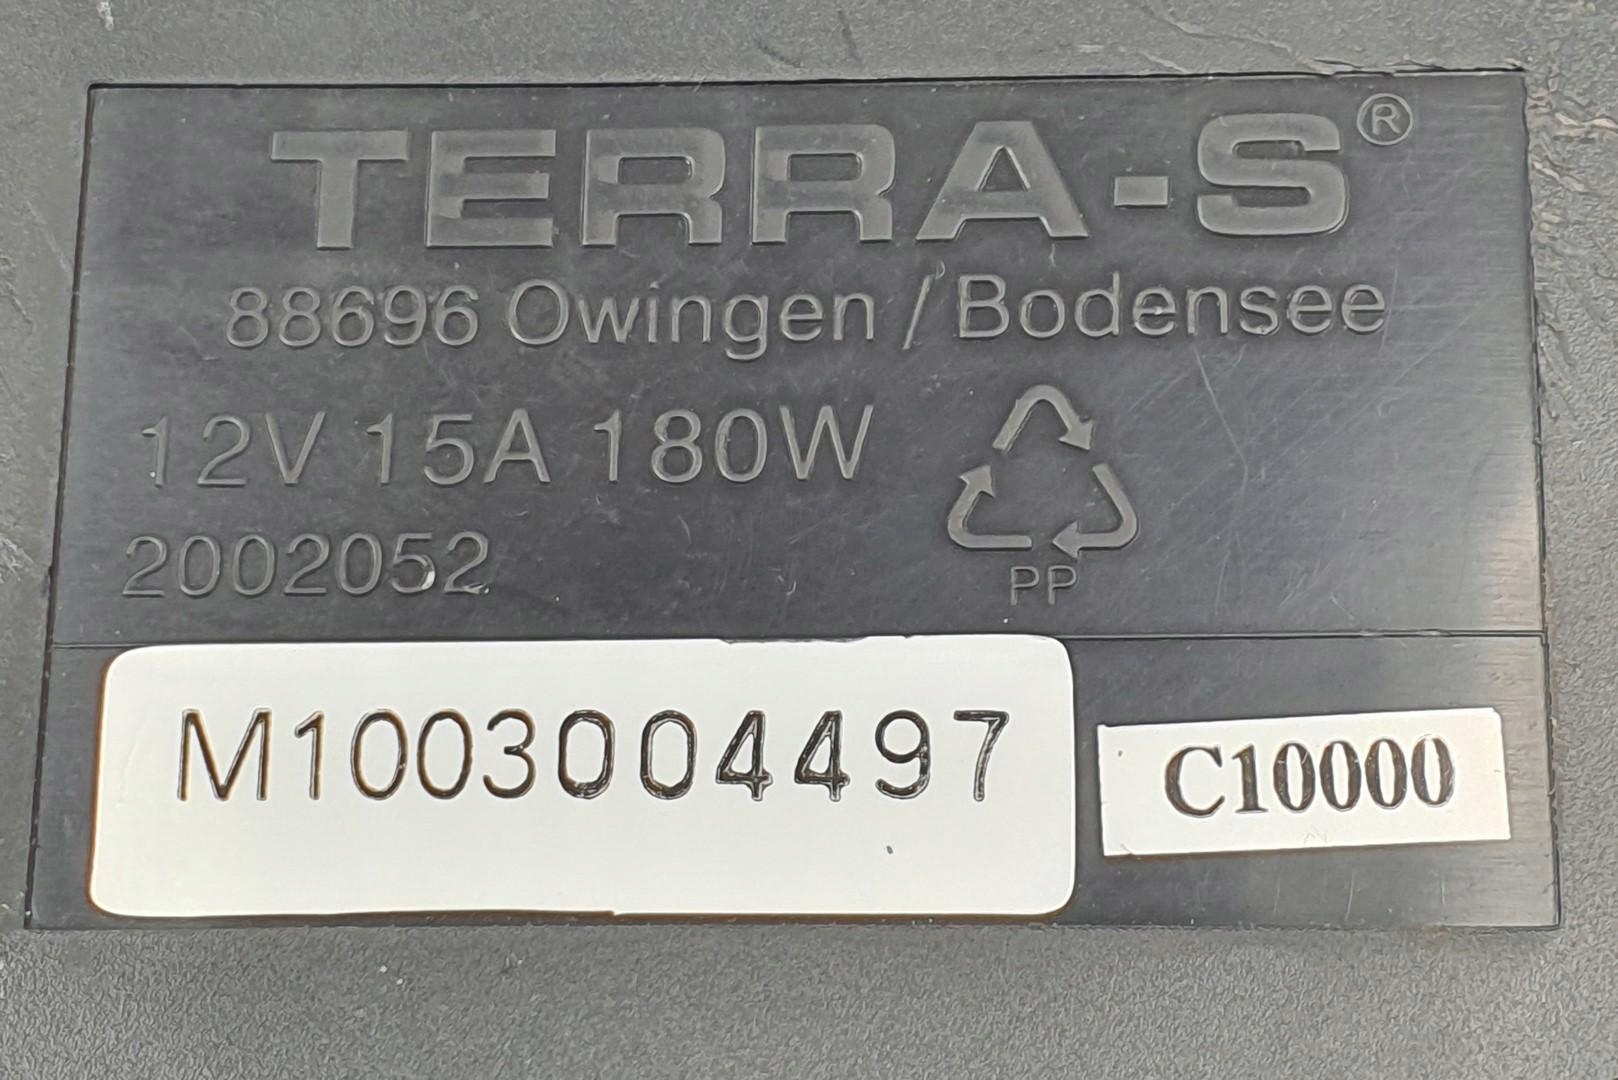 TERRA-S®
88696 Owingen / Bodensee
12V 15A 180W
2002052
PP
M1003004497
C10000